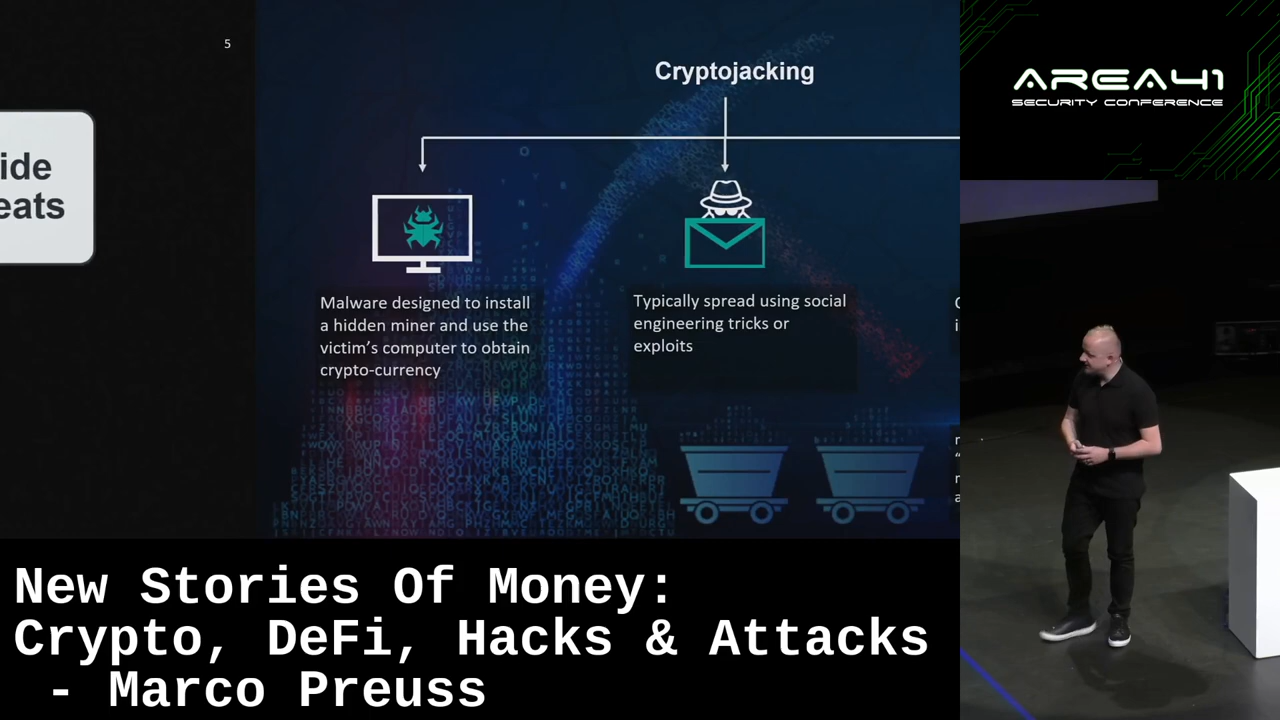 5
ide
eats
Cryptojacking
Malware designed to install
a hidden miner and use the
victim's computer to obtain
crypto-currency
Typically spread using social
engineering tricks or
exploits
AREA41
SECURITY CONFERENCE
New Stories Of Money:
Crypto, DeFi, Hacks & Attacks
- Marco Preuss